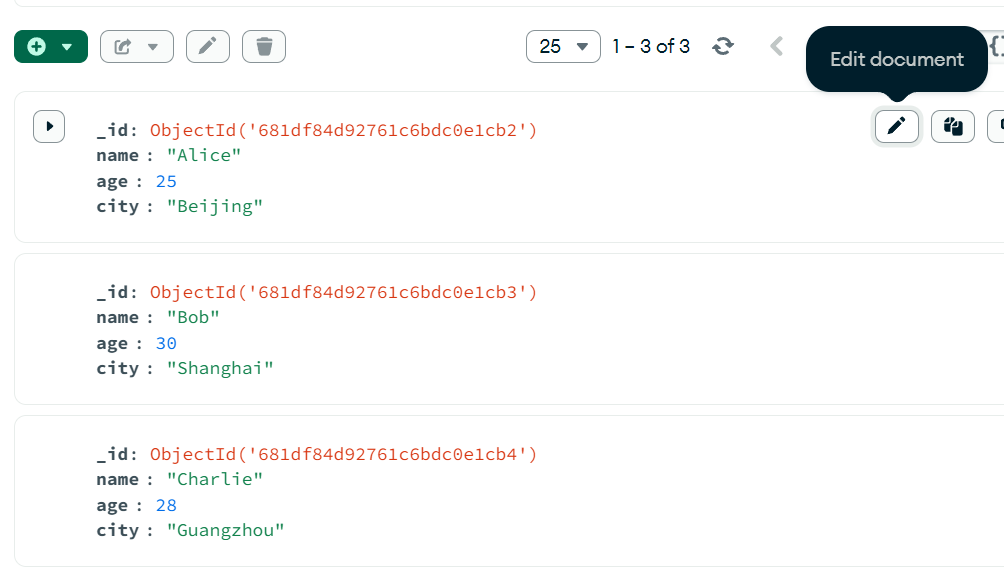 25
1 – 3 of 3
Edit document
_id: ObjectId('681df84d92761c6bdc0e1cb2')
name : "Alice"
age : 25
city : "Beijing"
_id: ObjectId('681df84d92761c6bdc0e1cb3')
name : "Bob"
age : 30
city : "Shanghai"
_id: ObjectId('681df84d92761c6bdc0e1cb4')
name : "Charlie"
age : 28
city : "Guangzhou"